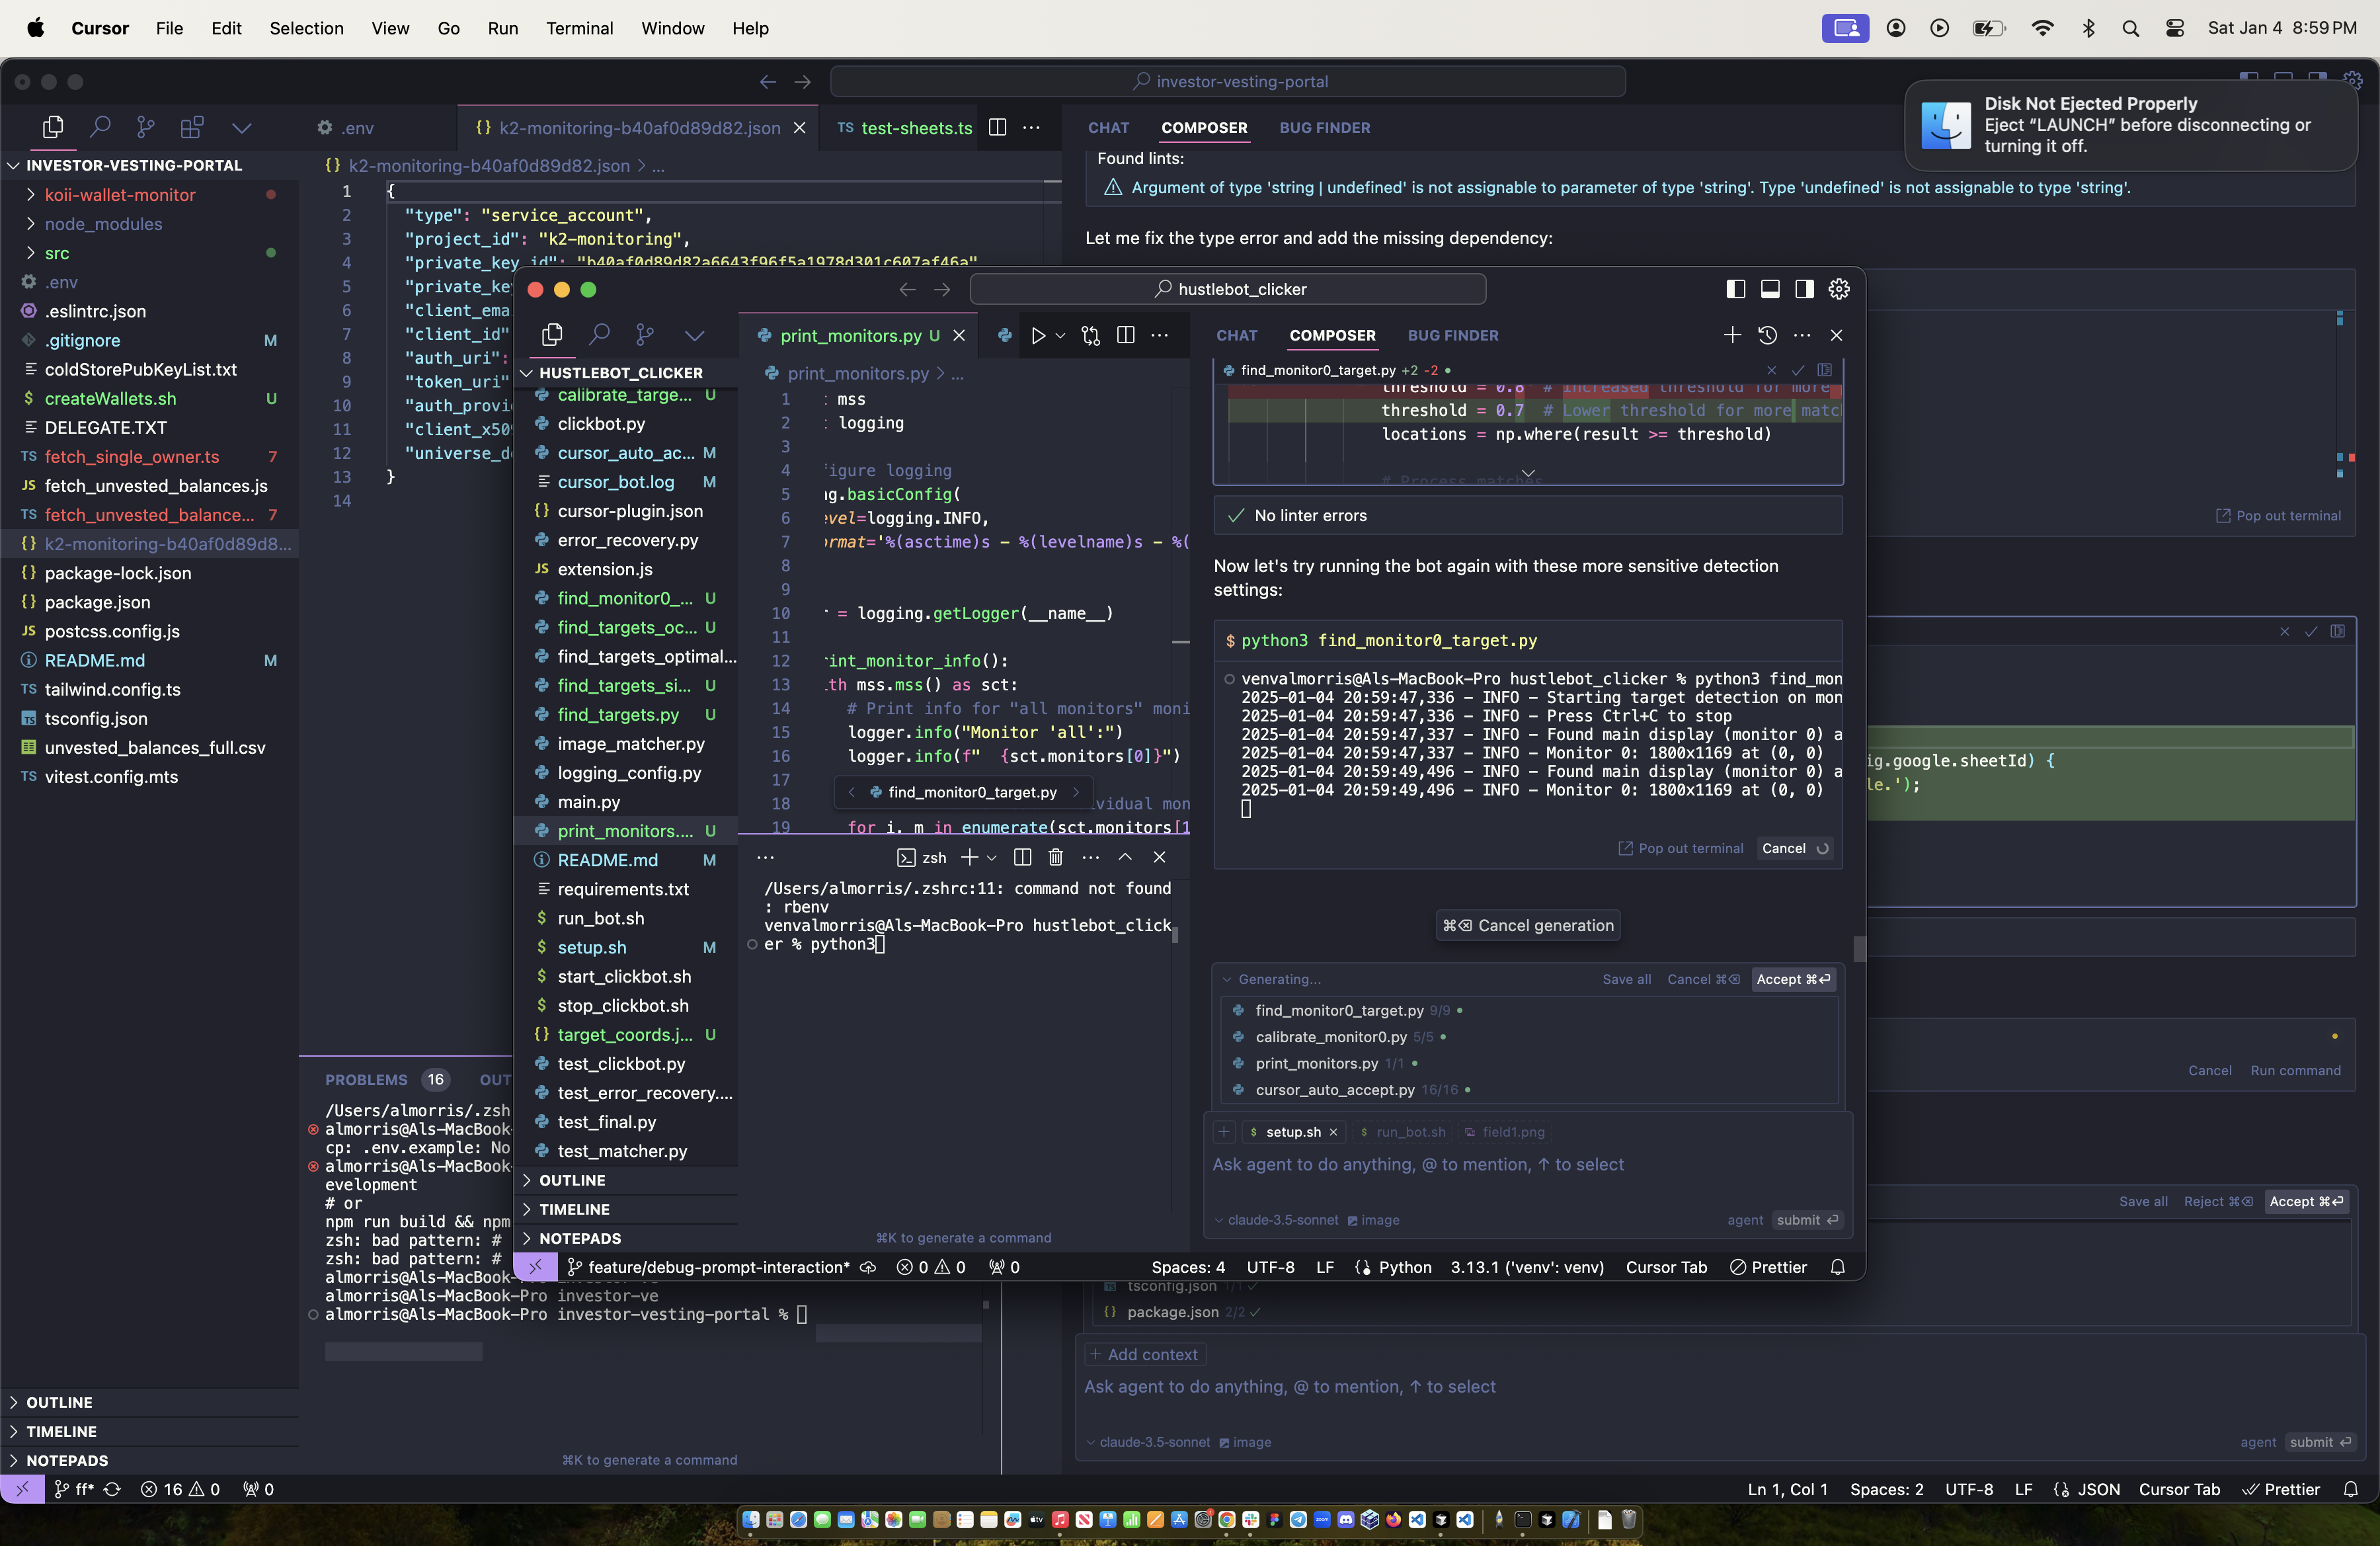 Cursor File Edit Selection View Go Run Terminal Window Help
Sat Jan 4 8:59 PM
investor-vesting-portal
Disk Not Ejected Properly
Eject “LAUNCH” before disconnecting or
turning it off.
.env
k2-monitoring-b40af0d89d82.json
test-sheets.ts
CHAT COMPOSER BUG FINDER
INVESTOR-VESTING-PORTAL
koii-wallet-monitor
node_modules
src
.env
.eslintrc.json
.gitignore M
coldStorePubKeyList.txt
createWallets.sh U
DELEGATE.TXT
fetch_single_owner.ts 7
fetch_unvested_balances.js
fetch_unvested_balance... 7
k2-monitoring-b40af0d89d8...
package-lock.json
package.json
postcss.config.js
README.md M
tailwind.config.ts
tsconfig.json
unvested_balances_full.csv
vitest.config.mts
k2-monitoring-b40af0d89d82.json > ...
1 {
2 "type": "service_account",
3 "project_id": "k2-monitoring",
4 "private_key_id": "b40af0d89d82a6643f96f5a1978d301c607af46a"
5 "private_key
6 "client_ema
7 "client_id"
8 "auth_uri":
9 "token_uri"
10 "auth_provi
11 "client_x509
12 "universe_d
13 }
14
Found lints:
Argument of type 'string | undefined' is not assignable to parameter of type 'string'. Type 'undefined' is not assignable to type 'string'.
Let me fix the type error and add the missing dependency:
Pop out terminal
ig.google.sheetId) {
le.');
Cancel Run command
Save all Reject ⌘⌫ Accept ⌘⏎
hustlebot_clicker
HUSTLEBOT_CLICKER
calibrate_targe... U
clickbot.py
cursor_auto_ac... M
cursor_bot.log M
cursor-plugin.json
error_recovery.py
extension.js
find_monitor0_... U
find_targets_oc... U
find_targets_optimal...
find_targets_si... U
find_targets.py U
image_matcher.py
logging_config.py
main.py
print_monitors.... U
README.md M
requirements.txt
run_bot.sh
setup.sh M
start_clickbot.sh
stop_clickbot.sh
target_coords.j... U
test_clickbot.py
test_error_recovery....
test_final.py
test_matcher.py
OUTLINE
TIMELINE
NOTEPADS
print_monitors.py U
print_monitors.py > ...
1 mss
2 logging
3
4 figure logging
5 ng.basicConfig(
6 evel=logging.INFO,
7 ormat='%(asctime)s - %(levelname)s - %(
8
9
10 = logging.getLogger(__name__)
11
12 rint_monitor_info():
13 ith mss.mss() as sct:
14 # Print info for "all monitors" moni
15 logger.info("Monitor 'all':")
16 logger.info(f" {sct.monitors[0]}")
17
18 vidual mon
19 for i, m in enumerate(sct.monitors[1
find_monitor0_target.py
zsh
/Users/almorris/.zshrc:11: command not found
: rbenv
venvalmorris@Als-MacBook-Pro hustlebot_click
er % python3
⌘K to generate a command
CHAT COMPOSER BUG FINDER
find_monitor0_target.py +2 -2
threshold = 0.8 # Increased threshold for more
threshold = 0.7 # Lower threshold for more matc
locations = np.where(result >= threshold)
# Process matches
No linter errors
Now let's try running the bot again with these more sensitive detection
settings:
$ python3 find_monitor0_target.py
venvalmorris@Als-MacBook-Pro hustlebot_clicker % python3 find_mon
2025-01-04 20:59:47,336 - INFO - Starting target detection on mon
2025-01-04 20:59:47,336 - INFO - Press Ctrl+C to stop
2025-01-04 20:59:47,337 - INFO - Found main display (monitor 0) a
2025-01-04 20:59:47,337 - INFO - Monitor 0: 1800x1169 at (0, 0)
2025-01-04 20:59:49,496 - INFO - Found main display (monitor 0) a
2025-01-04 20:59:49,496 - INFO - Monitor 0: 1800x1169 at (0, 0)
Pop out terminal Cancel
⌘⌫ Cancel generation
Generating... Save all Cancel ⌘⌫ Accept ⌘⏎
find_monitor0_target.py 9/9
calibrate_monitor0.py 5/5
print_monitors.py 1/1
cursor_auto_accept.py 16/16
setup.sh run_bot.sh field1.png
Ask agent to do anything, @ to mention, ↑ to select
claude-3.5-sonnet image agent submit ⏎
feature/debug-prompt-interaction* 0 0 0
Spaces: 4 UTF-8 LF Python 3.13.1 ('venv': venv) Cursor Tab Prettier
PROBLEMS 16 OUT
/Users/almorris/.zsh
almorris@Als-MacBook-
cp: .env.example: No
almorris@Als-MacBook-
evelopment
# or
npm run build && npm
zsh: bad pattern: #
zsh: bad pattern: #
almorris@Als-MacBook-Pro investor-ve
almorris@Als-MacBook-Pro investor-ve
almorris@Als-MacBook-Pro investor-vesting-portal %
⌘K to generate a command
tsconfig.json 1/1
package.json 2/2
Add context
Ask agent to do anything, @ to mention, ↑ to select
claude-3.5-sonnet image agent submit ⏎
OUTLINE
TIMELINE
NOTEPADS
ff* 16 0 0
Ln 1, Col 1 Spaces: 2 UTF-8 LF JSON Cursor Tab Prettier